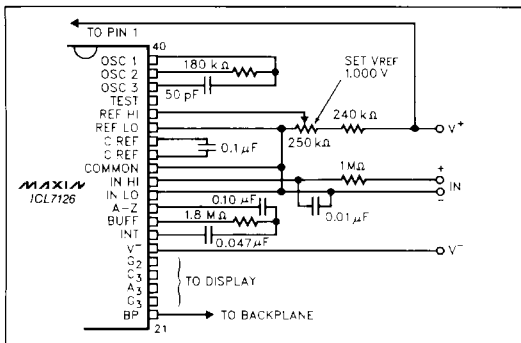 TO PIN 1
40
OSC 1
OSC 2
OSC 3
TEST
REF HI
REF LO
C REF
C REF
COMMON
IN HI
IN LO
A-Z
BUFF
INT
V-
G2
C3
A3
G3
BP
21
MAXIM
ICL7126
180 kΩ
50 pF
SET VREF
1.000 V
250 kΩ
240 kΩ
V+
0.1 µF
1MΩ
+
IN
-
0.01 µF
0.10 µF
1.8 MΩ
0.047 µF
V-
TO DISPLAY
TO BACKPLANE